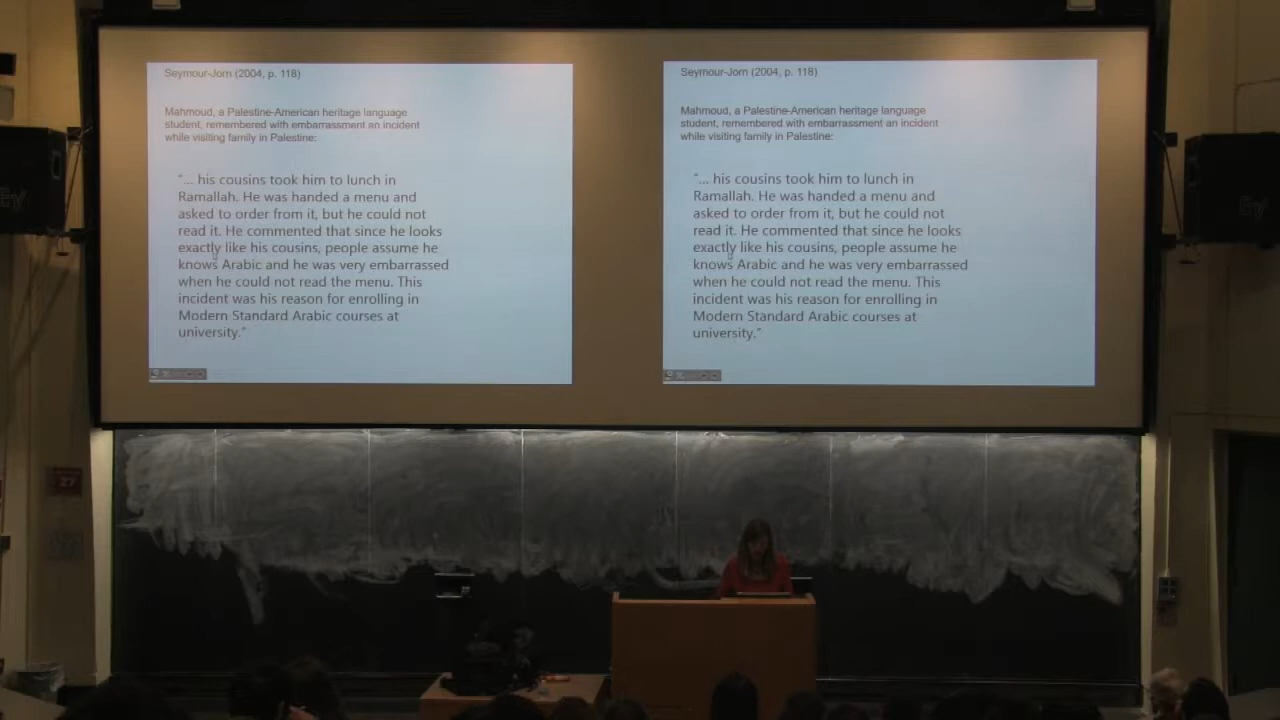 Seymour-Jorn (2004, p. 118)
Mahmoud, a Palestine-American heritage language
student, remembered with embarrassment an incident
while visiting family in Palestine:
"... his cousins took him to lunch in
Ramallah. He was handed a menu and
asked to order from it, but he could not
read it. He commented that since he looks
exactly like his cousins, people assume he
knows Arabic and he was very embarrassed
when he could not read the menu. This
incident was his reason for enrolling in
Modern Standard Arabic courses at
university."
Seymour-Jorn (2004, p. 118)
Mahmoud, a Palestine-American heritage language
student, remembered with embarrassment an incident
while visiting family in Palestine:
"... his cousins took him to lunch in
Ramallah. He was handed a menu and
asked to order from it, but he could not
read it. He commented that since he looks
exactly like his cousins, people assume he
knows Arabic and he was very embarrassed
when he could not read the menu. This
incident was his reason for enrolling in
Modern Standard Arabic courses at
university."
27